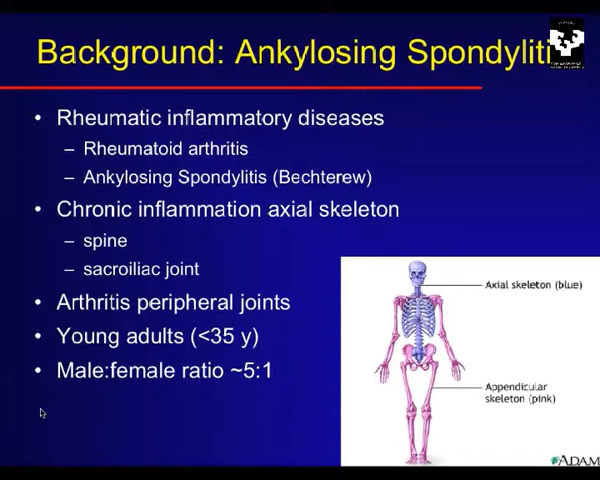 Background: Ankylosing Spondyliti
• Rheumatic inflammatory diseases
– Rheumatoid arthritis
– Ankylosing Spondylitis (Bechterew)
• Chronic inflammation axial skeleton
– spine
– sacroiliac joint
• Arthritis peripheral joints
• Young adults (<35 y)
• Male:female ratio ~5:1
Axial skeleton (blue)
Appendicular
skeleton (pink)
ADAM